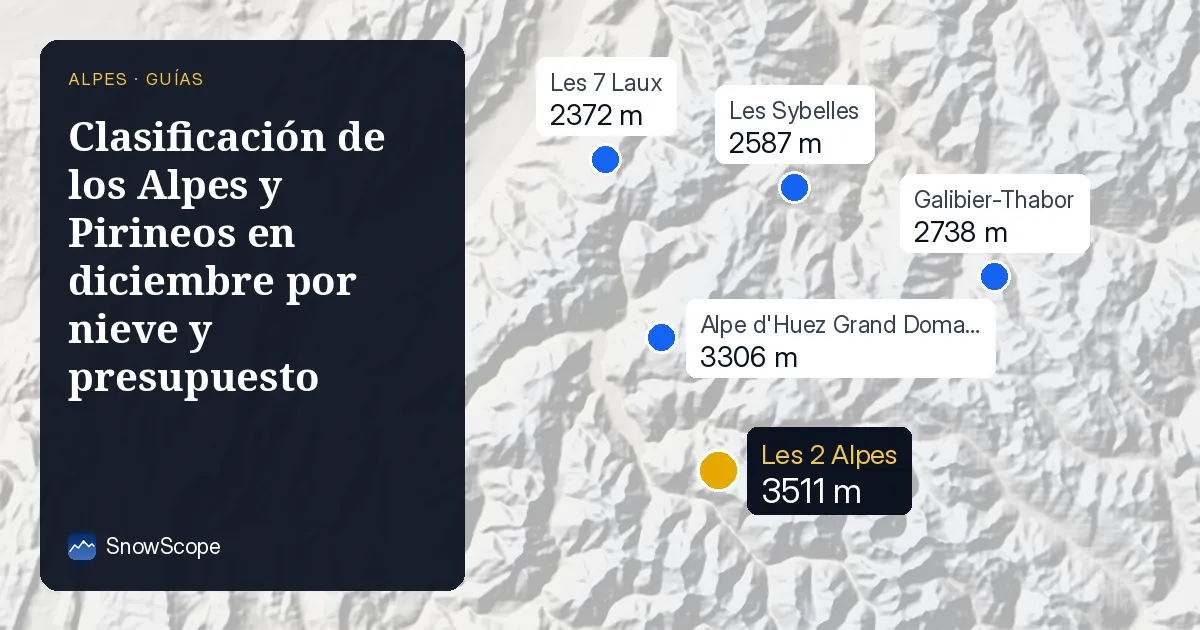 ALPES · GUÍAS
Clasificación de
los Alpes y
Pirineos en
diciembre por
nieve y
presupuesto
SnowScope
Les 7 Laux
2372 m
Les Sybelles
2587 m
Galibier-Thabor
2738 m
Alpe d'Huez Grand Doma...
3306 m
Les 2 Alpes
3511 m